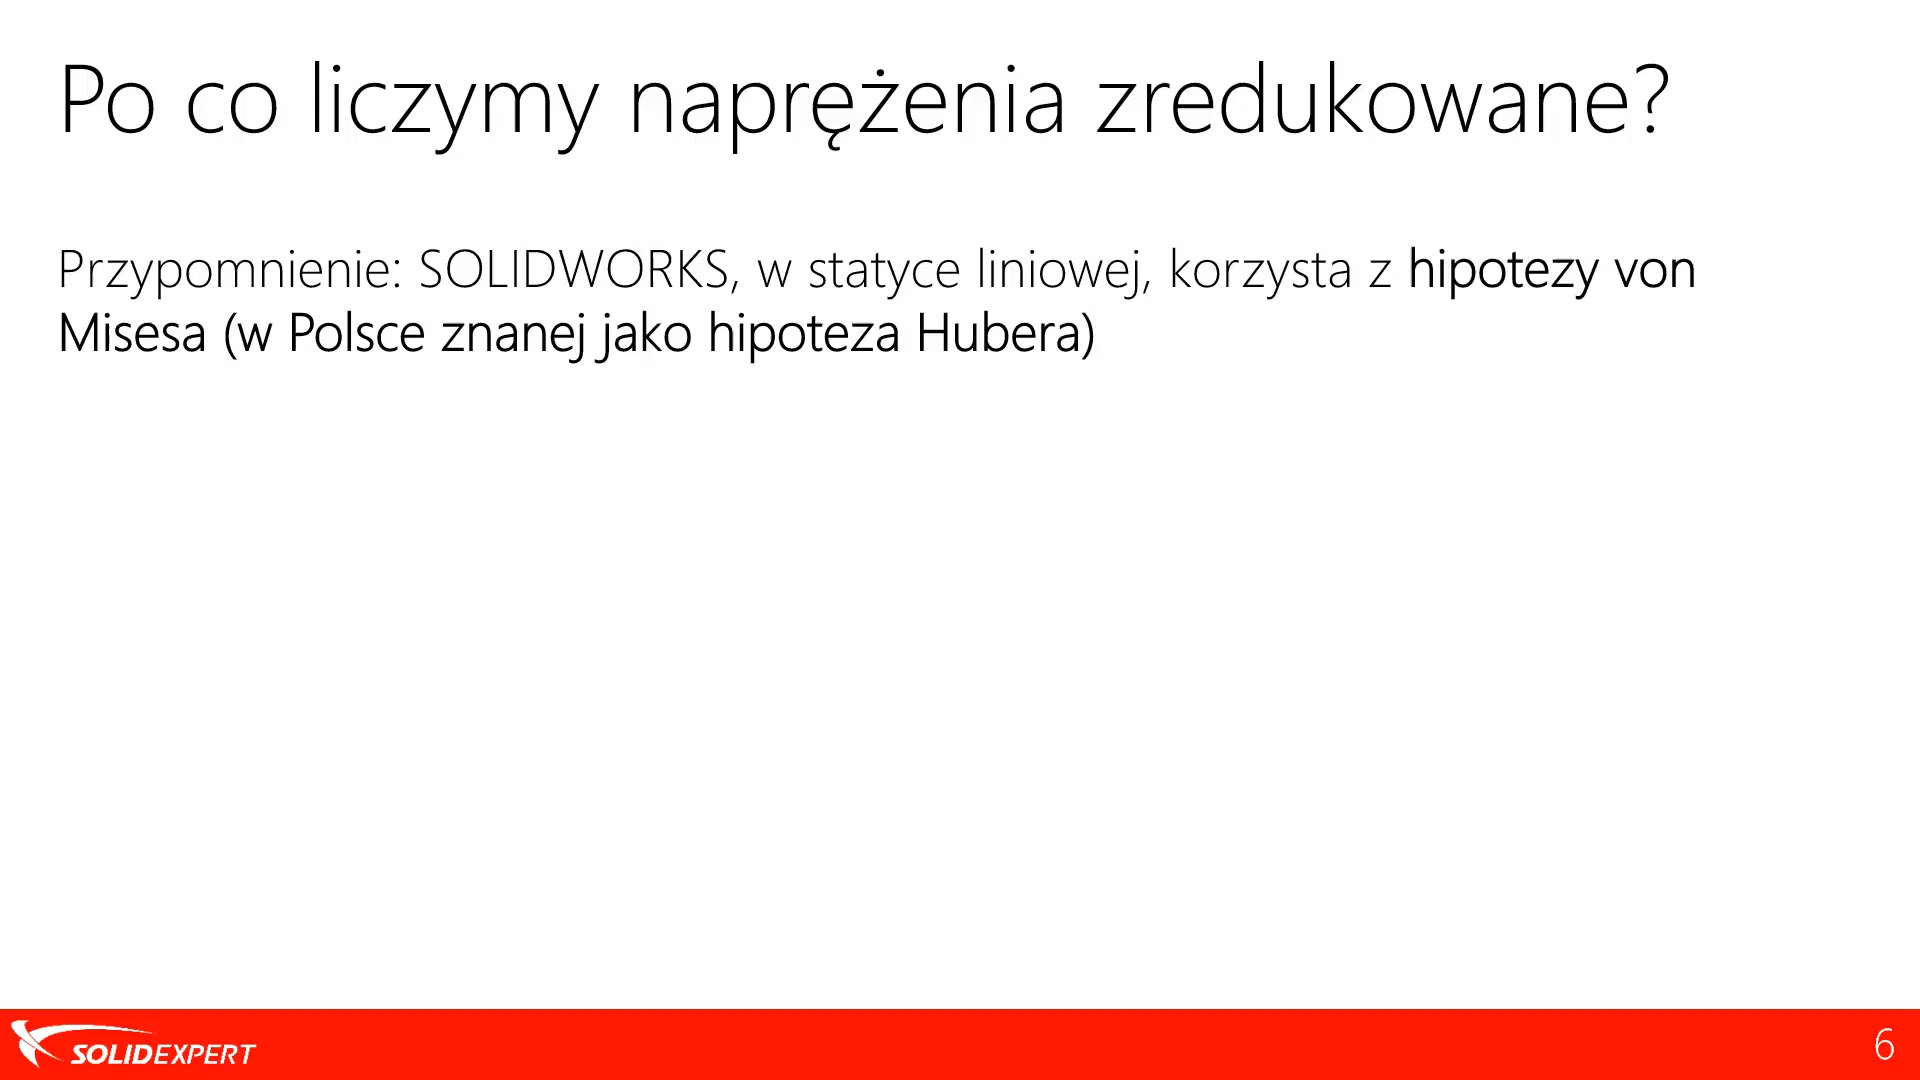 Po co liczymy naprężenia zredukowane?
Przypomnienie: SOLIDWORKS, w statyce liniowej, korzysta z hipotezy von
Misesa (w Polsce znanej jako hipoteza Hubera)
SOLIDEXPERT
6